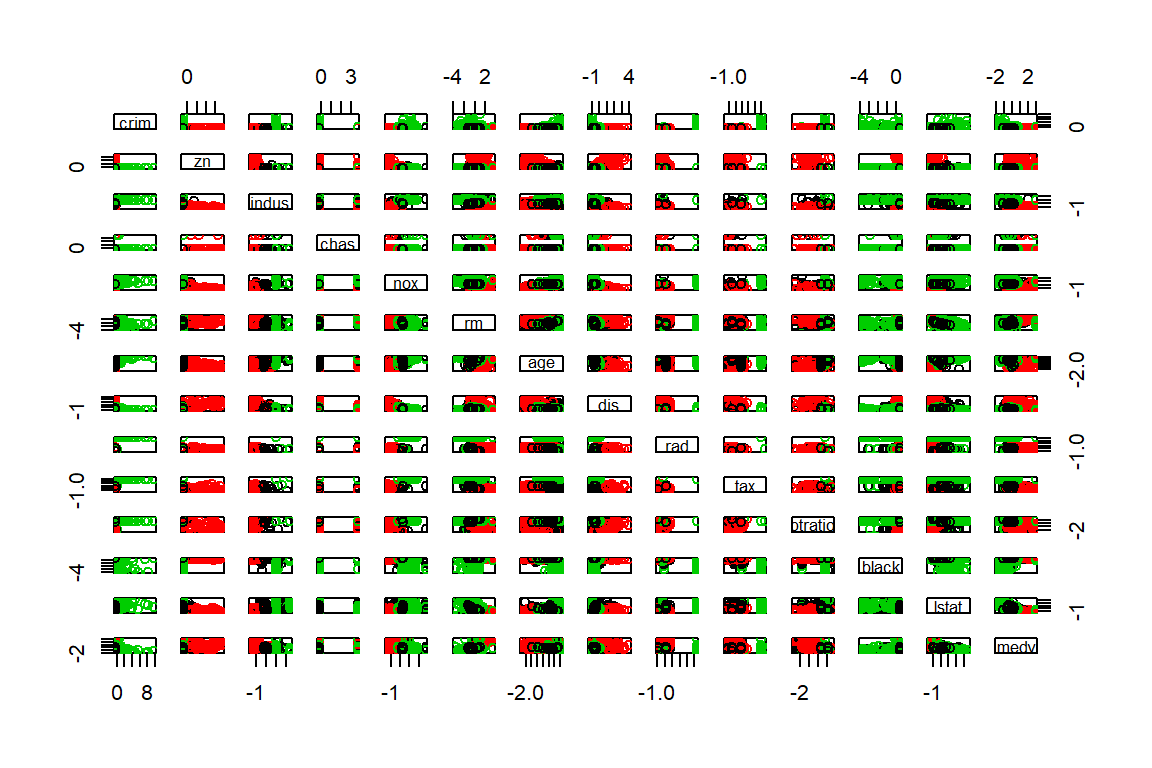 0 0 3 -4 2 -1 4 -1.0 -4 0 -2 2
crim 0
0 zn
indus -1
0 chas
nox -1
-4 rm
age -2.0
-1 dis
rad -1.0
-1.0 tax
ptratio -2
-4 black
lstat -1
-2 medv
0 8 -1 -1 -2.0 -1.0 -2 -1